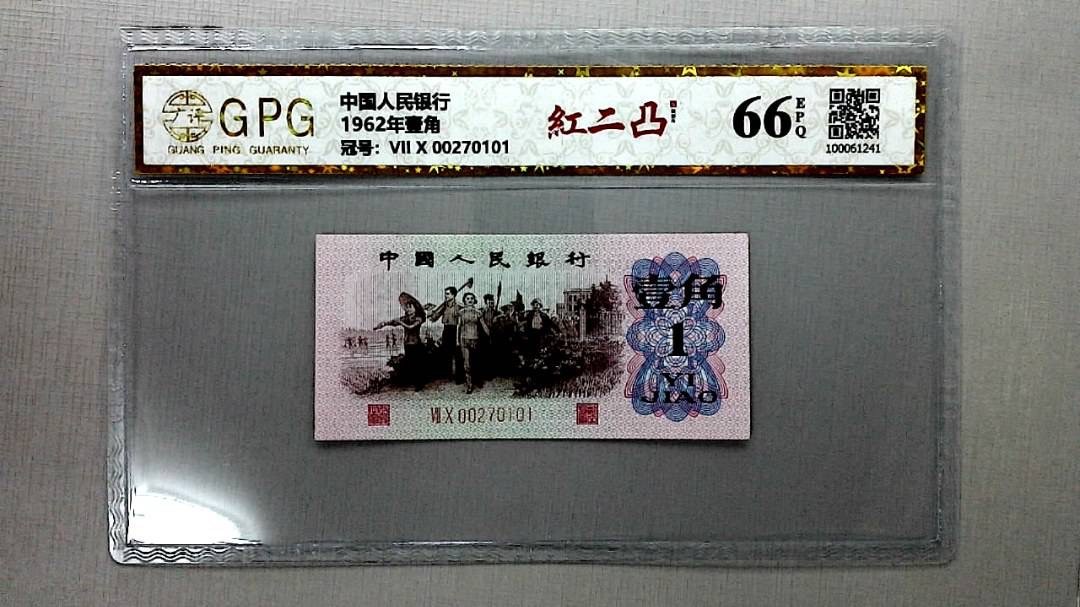 GPG
GUANG PING GUARANTY
中国人民银行
1962年壹角
冠号：VII X 00270101
紅二凸
66
EPQ
100061241
中國人民銀行
壹角
1
YI
JIAO
VII X 00270101